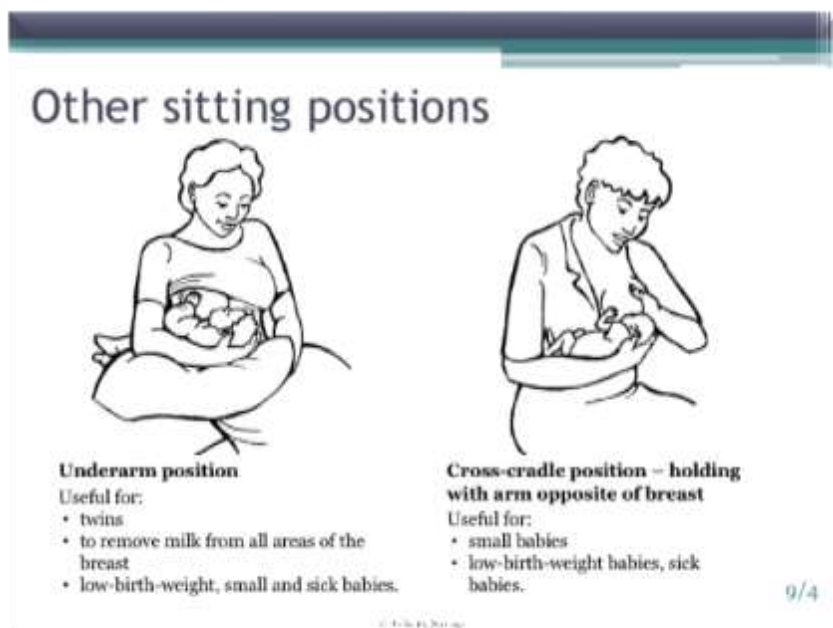 Other sitting positions
Underarm position
Useful for:
• twins
• to remove milk from all areas of the
breast
• low-birth-weight, small and sick babies.
Cross-cradle position – holding
with arm opposite of breast
Useful for:
• small babies
• low-birth-weight babies, sick
babies.
9/4